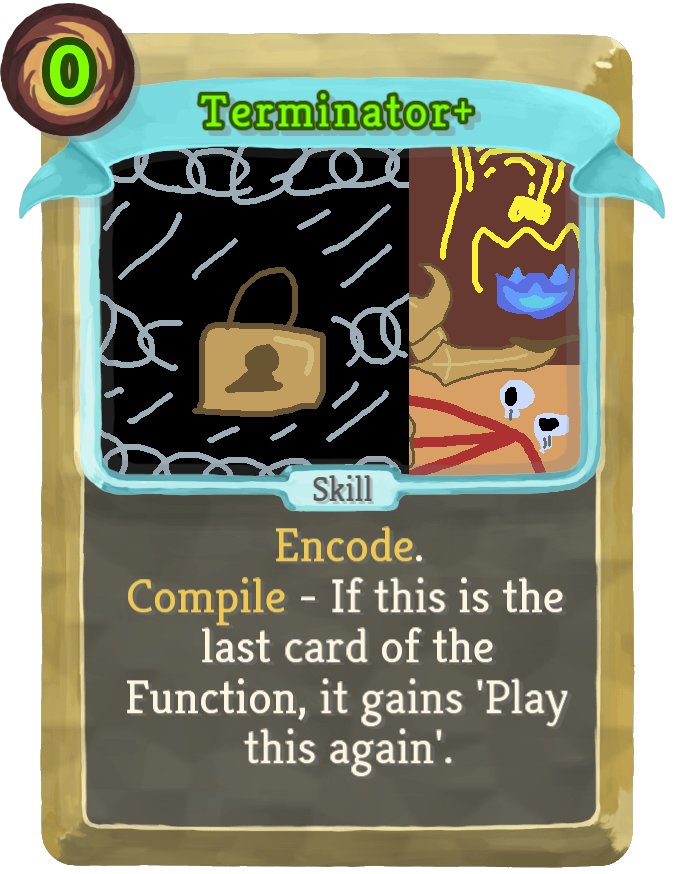 0
Terminator+
Skill
Encode.
Compile - If this is the
last card of the
Function, it gains 'Play
this again'.